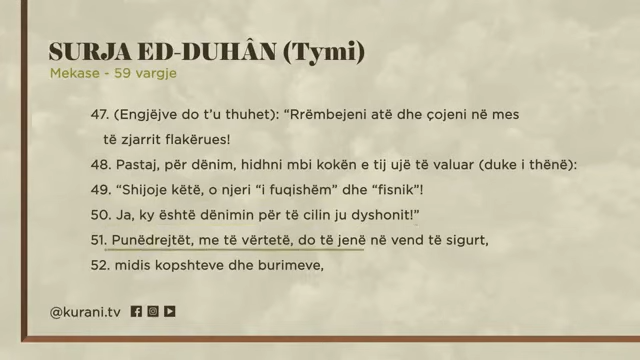 SURJA ED-DUHÂN (Tymi)
Mekase - 59 vargje
47. (Engjëjve do t'u thuhet): "Rrëmbejeni atë dhe çojeni në mes
të zjarrit flakërues!
48. Pastaj, për dënim, hidhni mbi kokën e tij ujë të valuar (duke i thënë):
49. "Shijoje këtë, o njeri "i fuqishëm" dhe "fisnik"!
50. Ja, ky është dënimin për të cilin ju dyshonit!"
51. Punëdrejtët, me të vërtetë, do të jenë në vend të sigurt,
52. midis kopshteve dhe burimeve,
@kurani.tv